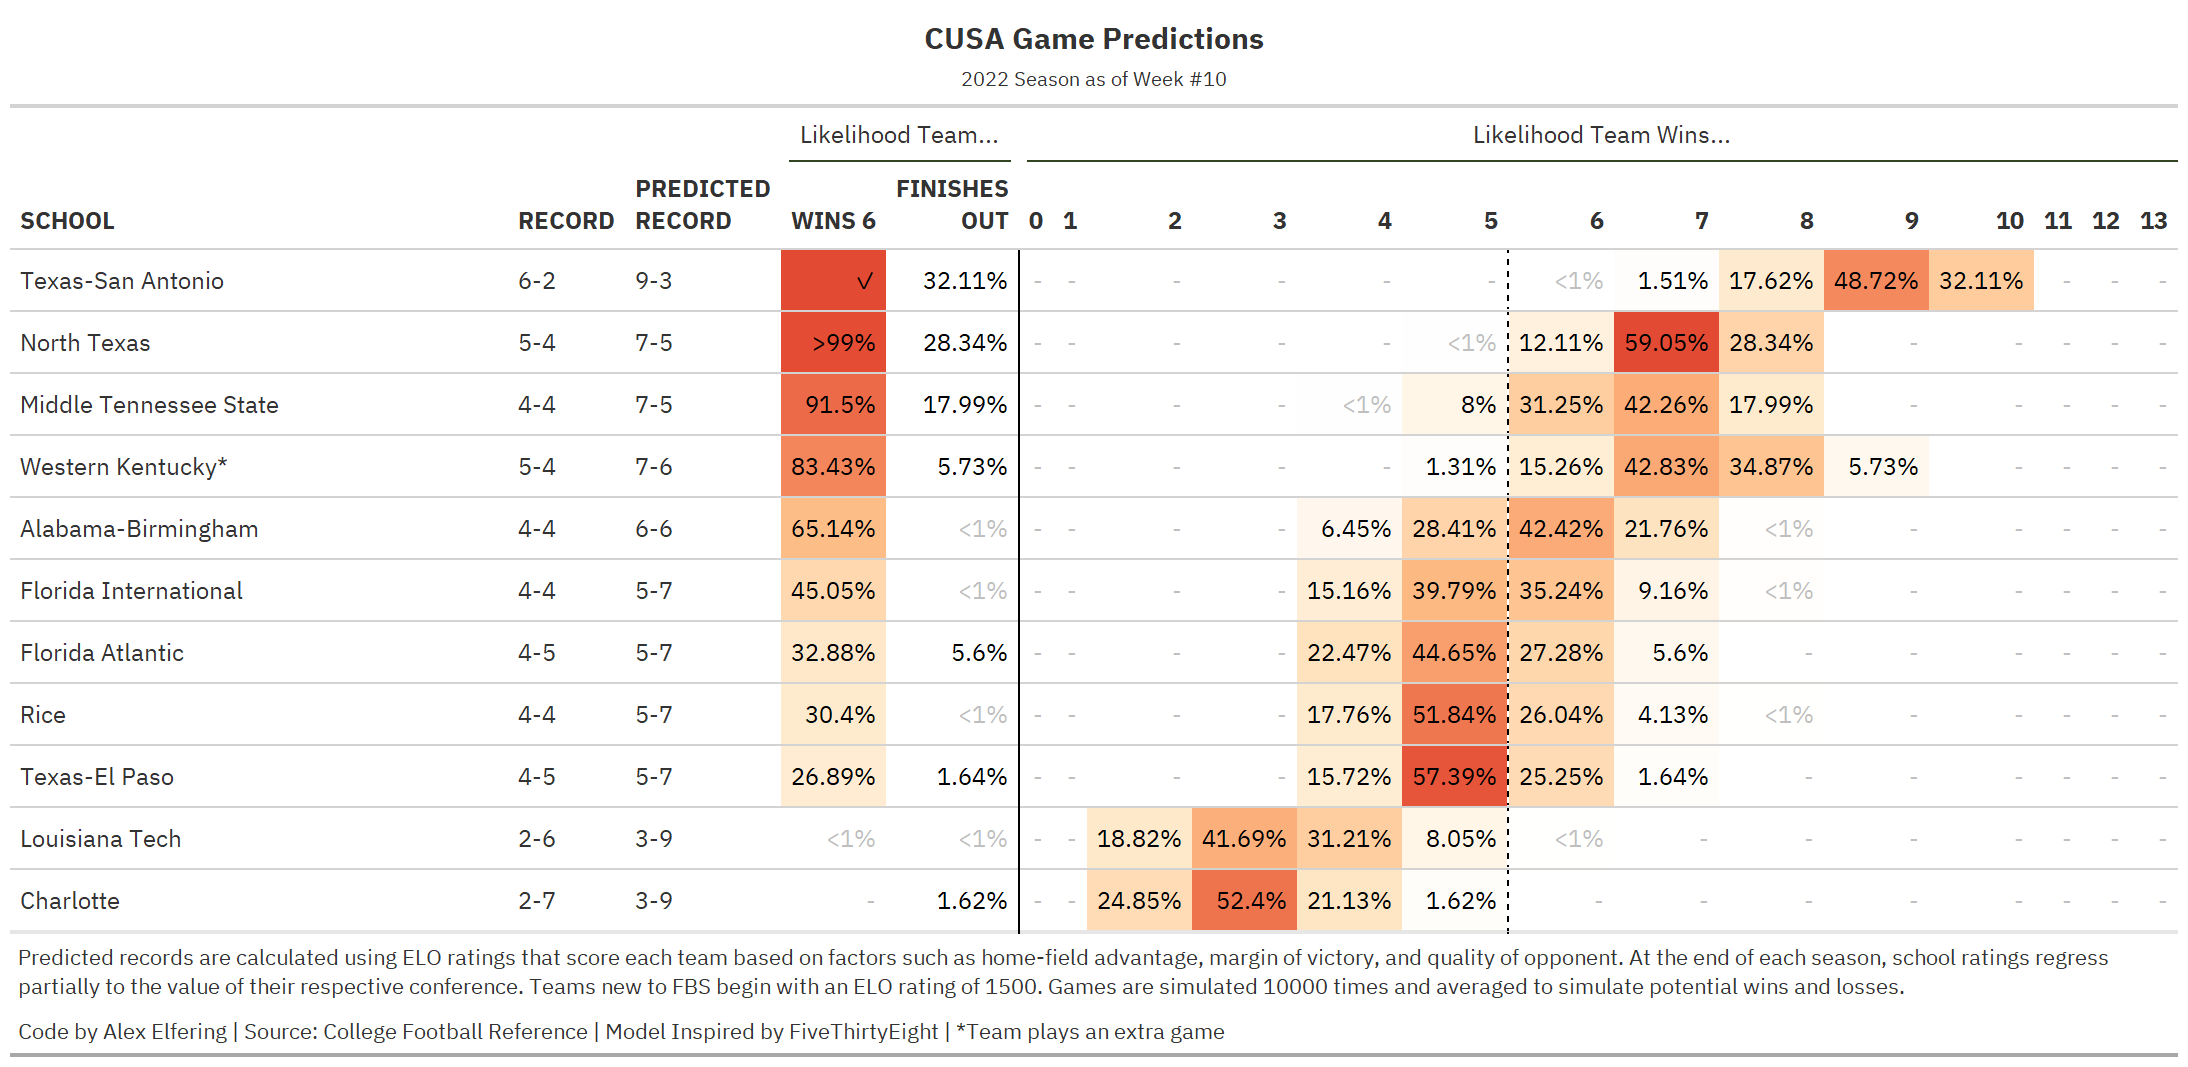 CUSA Game Predictions
2022 Season as of Week #10
Likelihood Team... Likelihood Team Wins...
PREDICTED FINISHES
SCHOOL RECORD RECORD WINS 6 OUT 0 1 2 3 4 5 6 7 8 9 10 11 12 13
Texas-San Antonio 6-2 9-3 ✓ 32.11% - - - - - - <1% 1.51% 17.62% 48.72% 32.11% - - -
North Texas 5-4 7-5 >99% 28.34% - - - - - <1% 12.11% 59.05% 28.34% - - - - -
Middle Tennessee State 4-4 7-5 91.5% 17.99% - - - - <1% 8% 31.25% 42.26% 17.99% - - - - -
Western Kentucky* 5-4 7-6 83.43% 5.73% - - - - - 1.31% 15.26% 42.83% 34.87% 5.73% - - - -
Alabama-Birmingham 4-4 6-6 65.14% <1% - - - - 6.45% 28.41% 42.42% 21.76% <1% - - - - -
Florida International 4-4 5-7 45.05% <1% - - - - 15.16% 39.79% 35.24% 9.16% <1% - - - - -
Florida Atlantic 4-5 5-7 32.88% 5.6% - - - - 22.47% 44.65% 27.28% 5.6% - - - - - -
Rice 4-4 5-7 30.4% <1% - - - - 17.76% 51.84% 26.04% 4.13% <1% - - - - -
Texas-El Paso 4-5 5-7 26.89% 1.64% - - - - 15.72% 57.39% 25.25% 1.64% - - - - - -
Louisiana Tech 2-6 3-9 <1% <1% - - 18.82% 41.69% 31.21% 8.05% <1% - - - - - - -
Charlotte 2-7 3-9 - 1.62% - - 24.85% 52.4% 21.13% 1.62% - - - - - - - -
Predicted records are calculated using ELO ratings that score each team based on factors such as home-field advantage, margin of victory, and quality of opponent. At the end of each season, school ratings regress
partially to the value of their respective conference. Teams new to FBS begin with an ELO rating of 1500. Games are simulated 10000 times and averaged to simulate potential wins and losses.
Code by Alex Elfering | Source: College Football Reference | Model Inspired by FiveThirtyEight | *Team plays an extra game